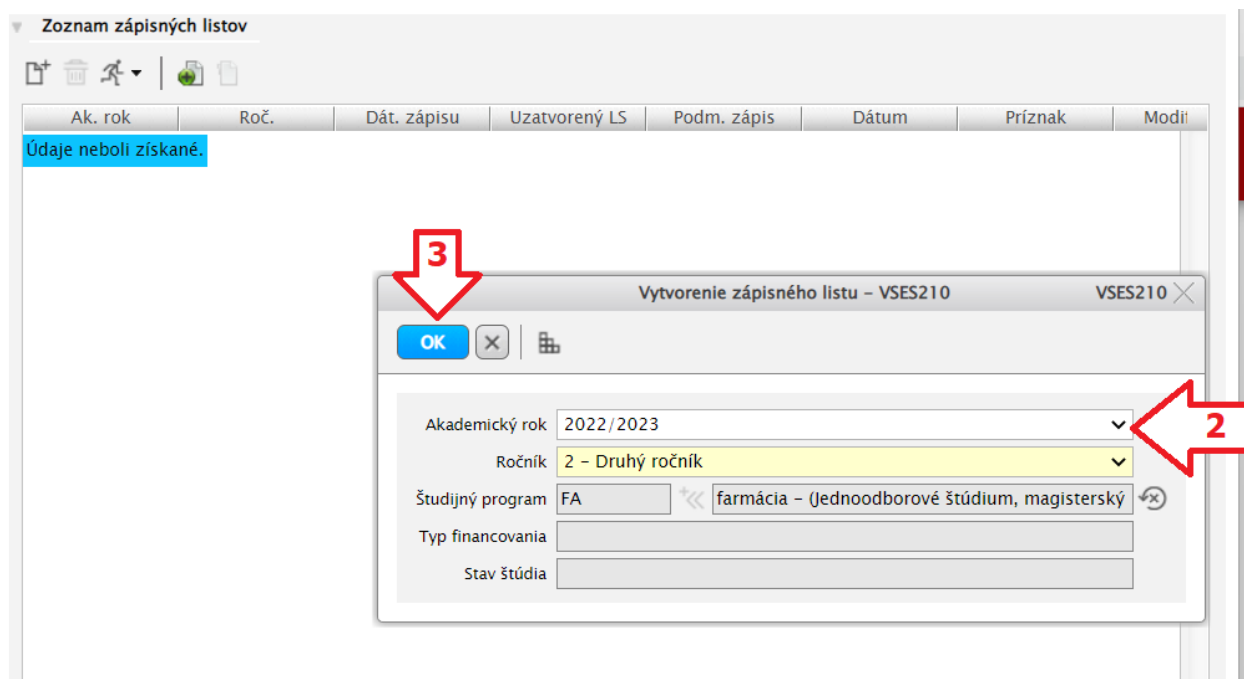 Zoznam zápisných listov
Ak. rok Roč. Dát. zápisu Uzatvorený LS Podm. zápis Dátum Príznak Modif
Údaje neboli získané.
3
Vytvorenie zápisného listu – VSES210 VSES210
OK
Akademický rok 2022/2023
2
Ročník 2 – Druhý ročník
Študijný program FA farmácia – (Jednoodborové štúdium, magisterský
Typ financovania
Stav štúdia